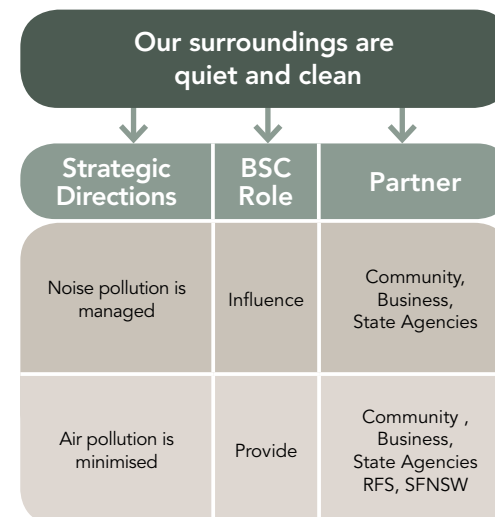 Our surroundings are
quiet and clean
Strategic
Directions
BSC
Role
Partner
Noise pollution is
managed
Influence
Community,
Business,
State Agencies
Air pollution is
minimised
Provide
Community ,
Business,
State Agencies
RFS, SFNSW